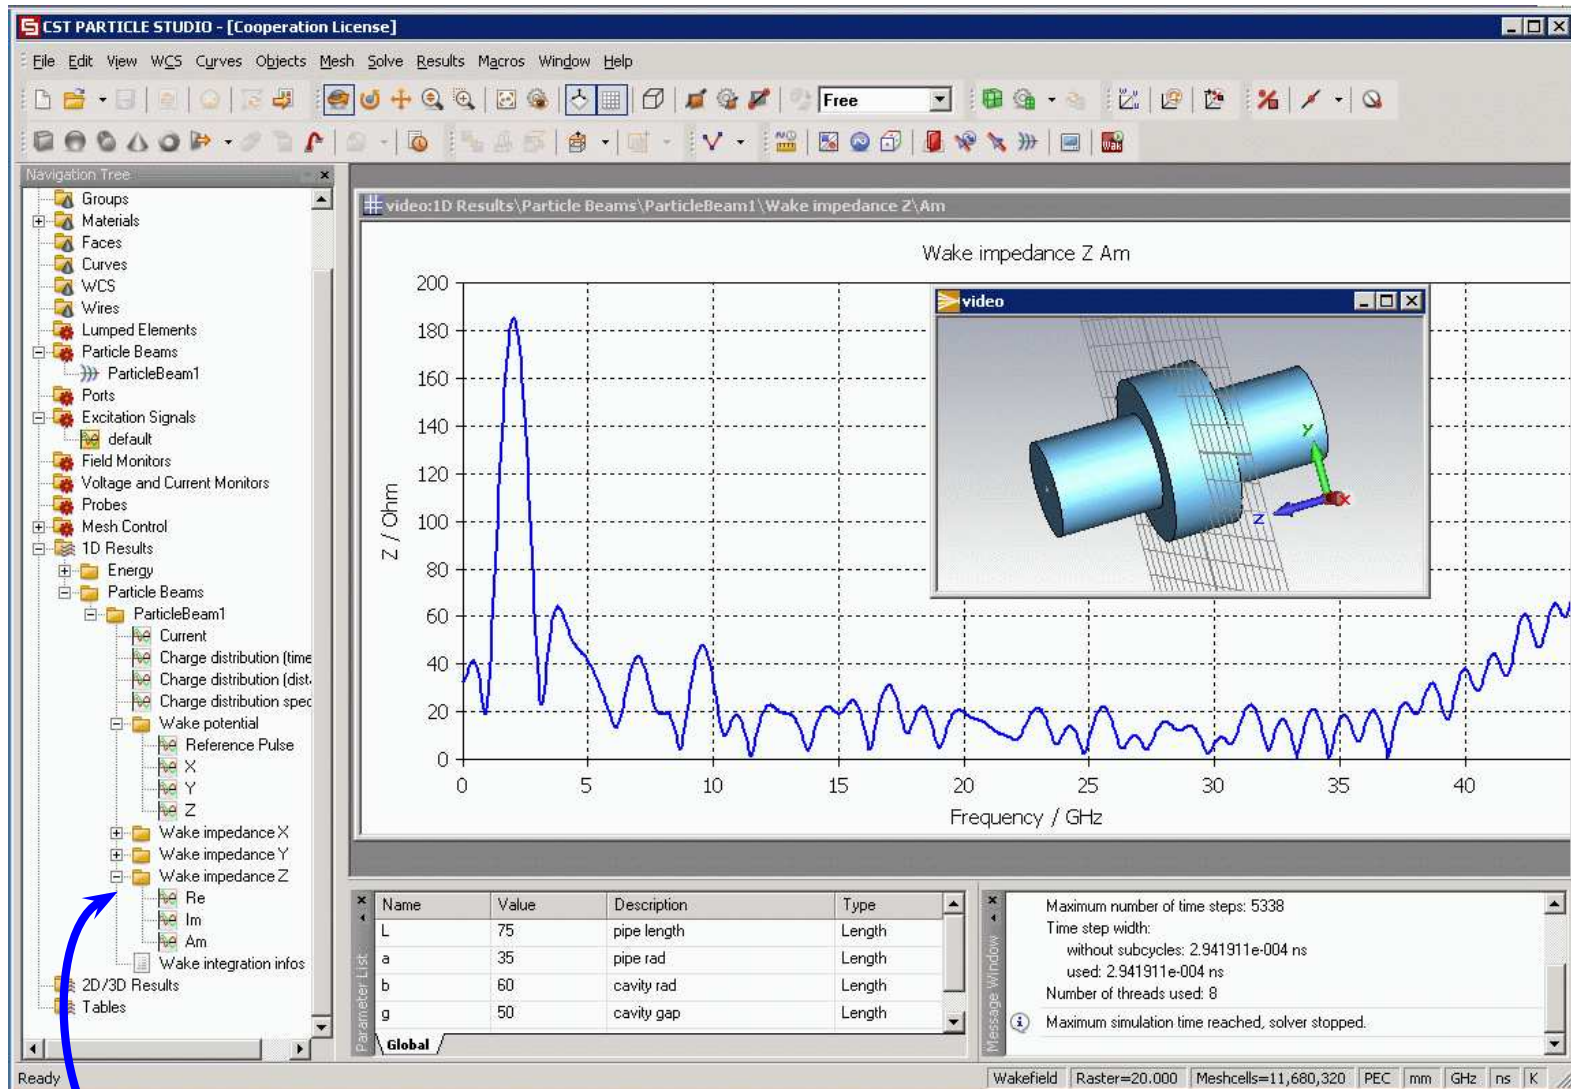 CST PARTICLE STUDIO - [Cooperation License]
File Edit View WCS Curves Objects Mesh Solve Results Macros Window Help
Free
Wak
Navigation Tree
Groups
Materials
Faces
Curves
WCS
Wires
Lumped Elements
Particle Beams
ParticleBeam1
Ports
Excitation Signals
default
Field Monitors
Voltage and Current Monitors
Probes
Mesh Control
1D Results
Energy
Particle Beams
ParticleBeam1
Current
Charge distribution (time
Charge distribution (dist
Charge distribution spec
Wake potential
Reference Pulse
X
Y
Z
Wake impedance X
Wake impedance Y
Wake impedance Z
Re
Im
Am
Wake integration infos
2D/3D Results
Tables
video:1D Results\Particle Beams\ParticleBeam1\Wake impedance Z\Am
Wake impedance Z Am
200
180
160
140
120
100
80
60
40
20
0
Z / Ohm
0 5 10 15 20 25 30 35 40
Frequency / GHz
video
Y
X
Z
Parameter List
Name Value Description Type
L 75 pipe length Length
a 35 pipe rad Length
b 60 cavity rad Length
g 50 cavity gap Length
Global
Message Window
Maximum number of time steps: 5338
Time step width:
without subcycles: 2.941911e-004 ns
used: 2.941911e-004 ns
Number of threads used: 8
Maximum simulation time reached, solver stopped.
Ready
Wakefield Raster=20.000 Meshcells=11,680,320 PEC mm GHz ns K